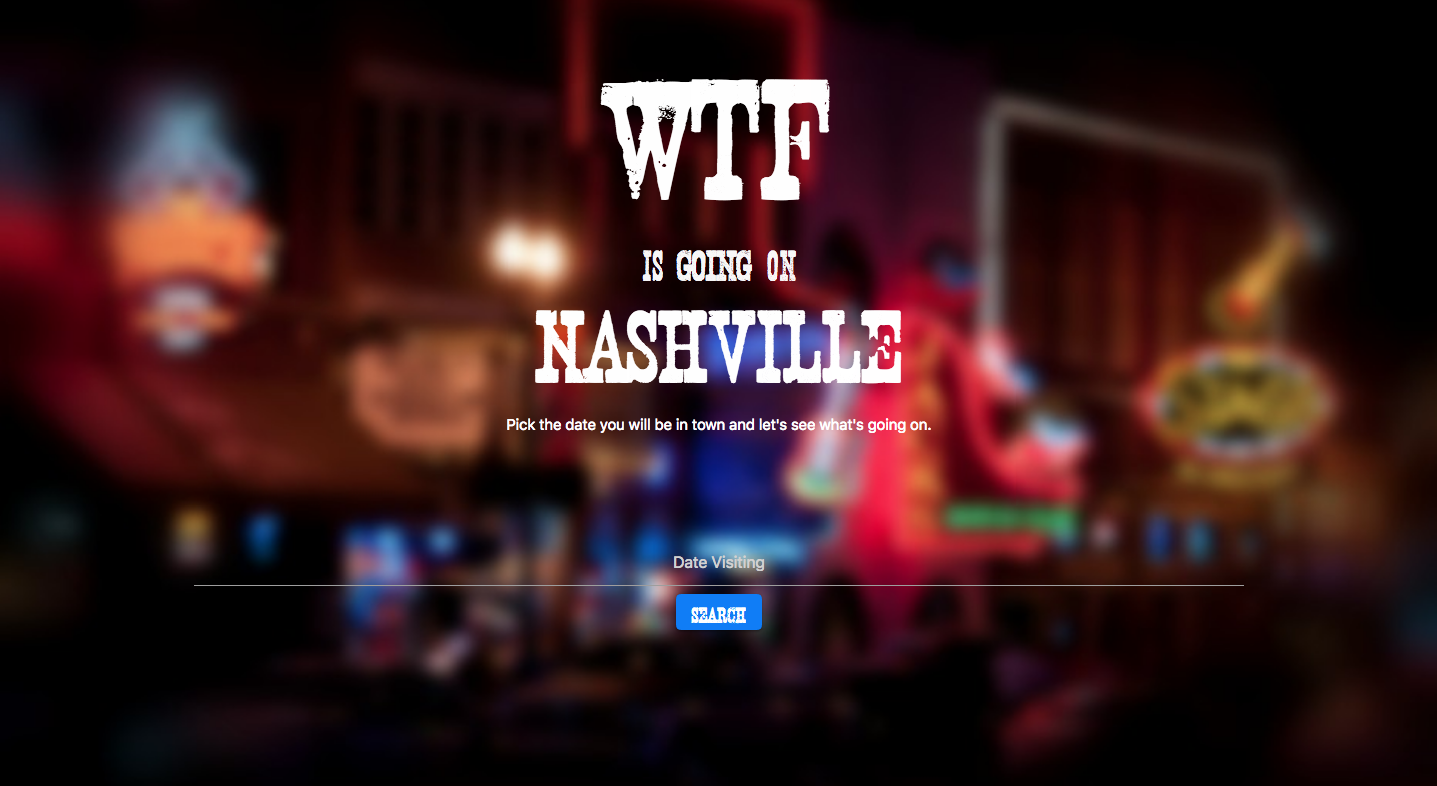 WTF
IS GOING ON
NASHVILLE
Pick the date you will be in town and let's see what's going on.
Date Visiting
SEARCH